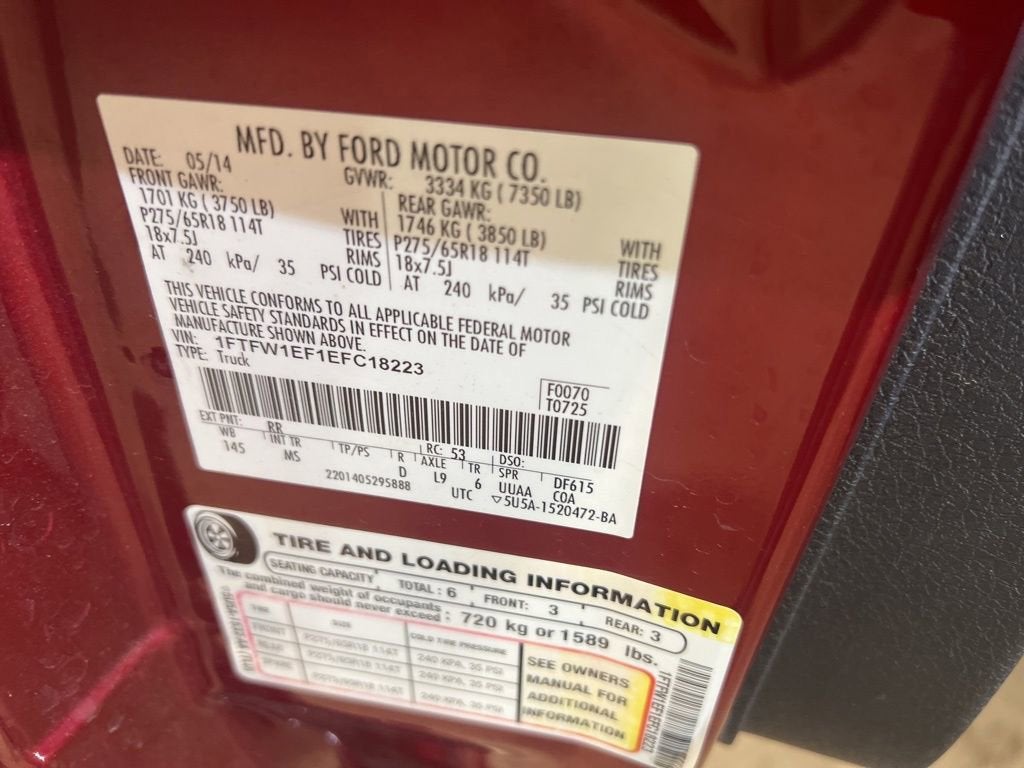 MFD. BY FORD MOTOR CO.
DATE: 05/14 GVWR: 3334 KG ( 7350 LB)
FRONT GAWR: REAR GAWR:
1701 KG ( 3750 LB) WITH 1746 KG ( 3850 LB) WITH
P275/65R18 114T TIRES P275/65R18 114T TIRES
18x7.5J RIMS 18x7.5J RIMS
AT 240 kPa/ 35 PSI COLD AT 240 kPa/ 35 PSI COLD
THIS VEHICLE CONFORMS TO ALL APPLICABLE FEDERAL MOTOR
VEHICLE SAFETY STANDARDS IN EFFECT ON THE DATE OF
MANUFACTURE SHOWN ABOVE.
VIN: 1FTFW1EF1EFC18223
TYPE: Truck
F0070
T0725
EXT PNT: RR RC: 53 DSO:
WB INT TR TP/PS R AXLE TR SPR DF615
145 MS D L9 6 UUAA COA
2201405295888 UTC ▽5U5A-1520472-BA
TIRE AND LOADING INFORMATION
SEATING CAPACITY TOTAL : 6 FRONT: 3 REAR: 3
The combined weight of occupants
and cargo should never exceed : 720 kg or 1589 lbs.
TIRE SIZE COLD TIRE PRESSURE
FRONT P275/65R18 114T 240 KPA, 35 PSI
REAR P275/65R18 114T 240 KPA, 35 PSI
SPARE P275/65R18 114T 240 KPA, 35 PSI
SEE OWNERS
MANUAL FOR
ADDITIONAL
INFORMATION
1FTFW1EF1EFC18223